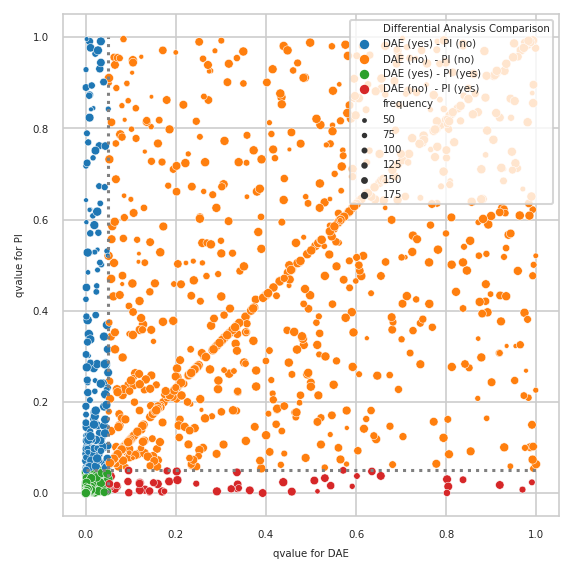 Differential Analysis Comparison
DAE (yes) - PI (no)
DAE (no)  - PI (no)
DAE (yes) - PI (yes)
DAE (no)  - PI (yes)
frequency
50
75
100
125
150
175
1.0
0.8
0.6
0.4
0.2
0.0
qvalue for PI
0.0 0.2 0.4 0.6 0.8 1.0
qvalue for DAE